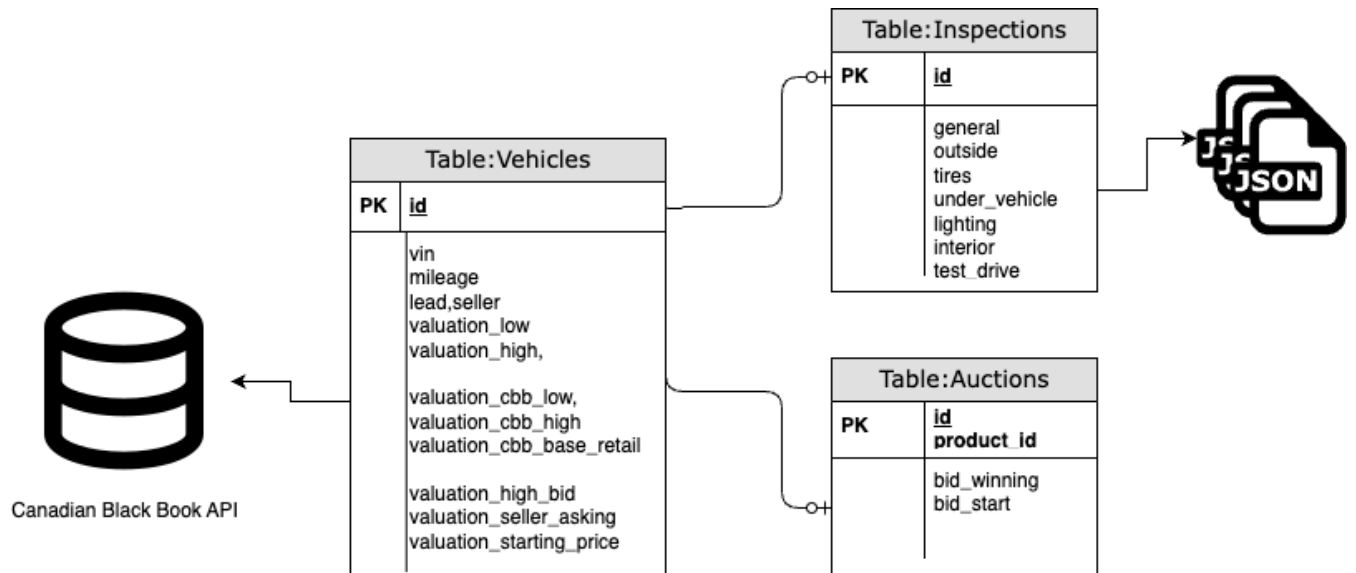 Table:Inspections
PK
id
general
outside
tires
under_vehicle
lighting
interior
test_drive
JS
JS
JSON
Table:Vehicles
PK
id
vin
mileage
lead,seller
valuation_low
valuation_high,
valuation_cbb_low,
valuation_cbb_high
valuation_cbb_base_retail
valuation_high_bid
valuation_seller_asking
valuation_starting_price
Canadian Black Book API
Table:Auctions
PK
id
product_id
bid_winning
bid_start